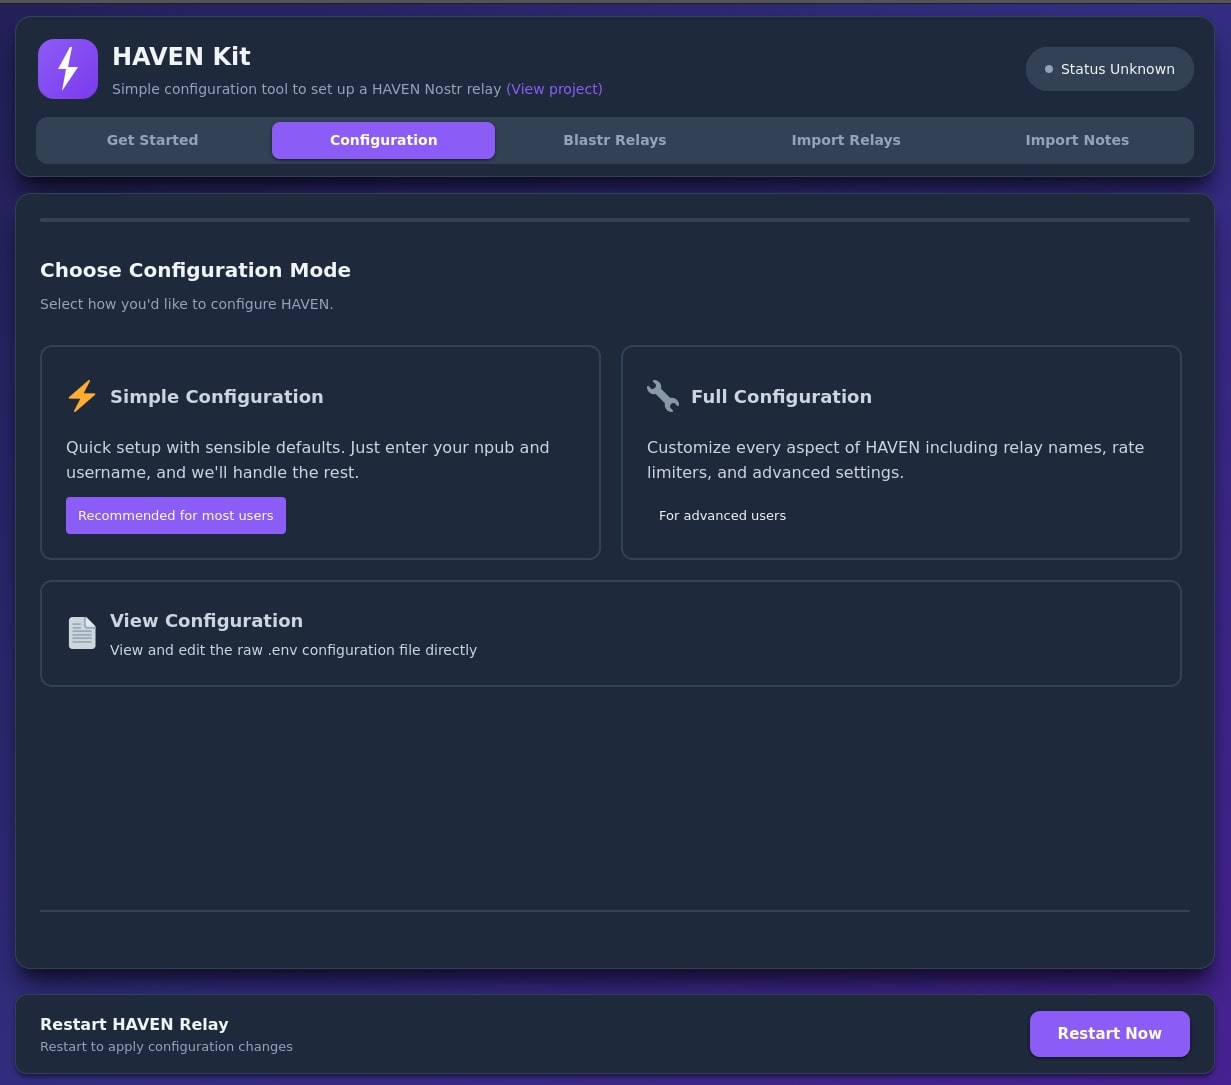 HAVEN Kit
Simple configuration tool to set up a HAVEN Nostr relay (View project)
Status Unknown
Get Started
Configuration
Blastr Relays
Import Relays
Import Notes
Choose Configuration Mode
Select how you'd like to configure HAVEN.
Simple Configuration
Quick setup with sensible defaults. Just enter your npub and
username, and we'll handle the rest.
Recommended for most users
Full Configuration
Customize every aspect of HAVEN including relay names, rate
limiters, and advanced settings.
For advanced users
View Configuration
View and edit the raw .env configuration file directly
Restart HAVEN Relay
Restart to apply configuration changes
Restart Now